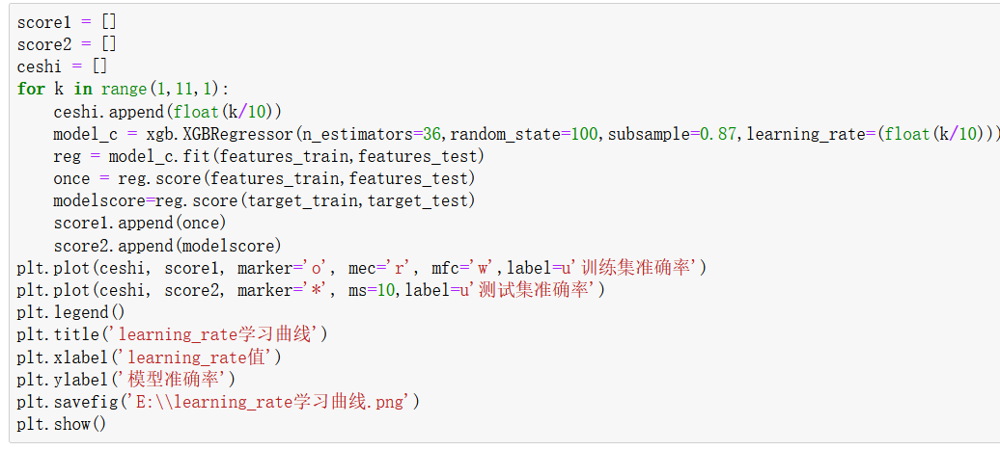 score1 = []
score2 = []
ceshi = []
for k in range(1,11,1):
    ceshi.append(float(k/10))
    model_c = xgb.XGBRegressor(n_estimators=36,random_state=100,subsample=0.87,learning_rate=(float(k/10)))
    reg = model_c.fit(features_train,features_test)
    once = reg.score(features_train,features_test)
    modelscore=reg.score(target_train,target_test)
    score1.append(once)
    score2.append(modelscore)
plt.plot(ceshi, score1, marker='o', mec='r', mfc='w',label=u'训练集准确率')
plt.plot(ceshi, score2, marker='*', ms=10,label=u'测试集准确率')
plt.legend()
plt.title('learning_rate学习曲线')
plt.xlabel('learning_rate值')
plt.ylabel('模型准确率')
plt.savefig('E:\\learning_rate学习曲线.png')
plt.show()